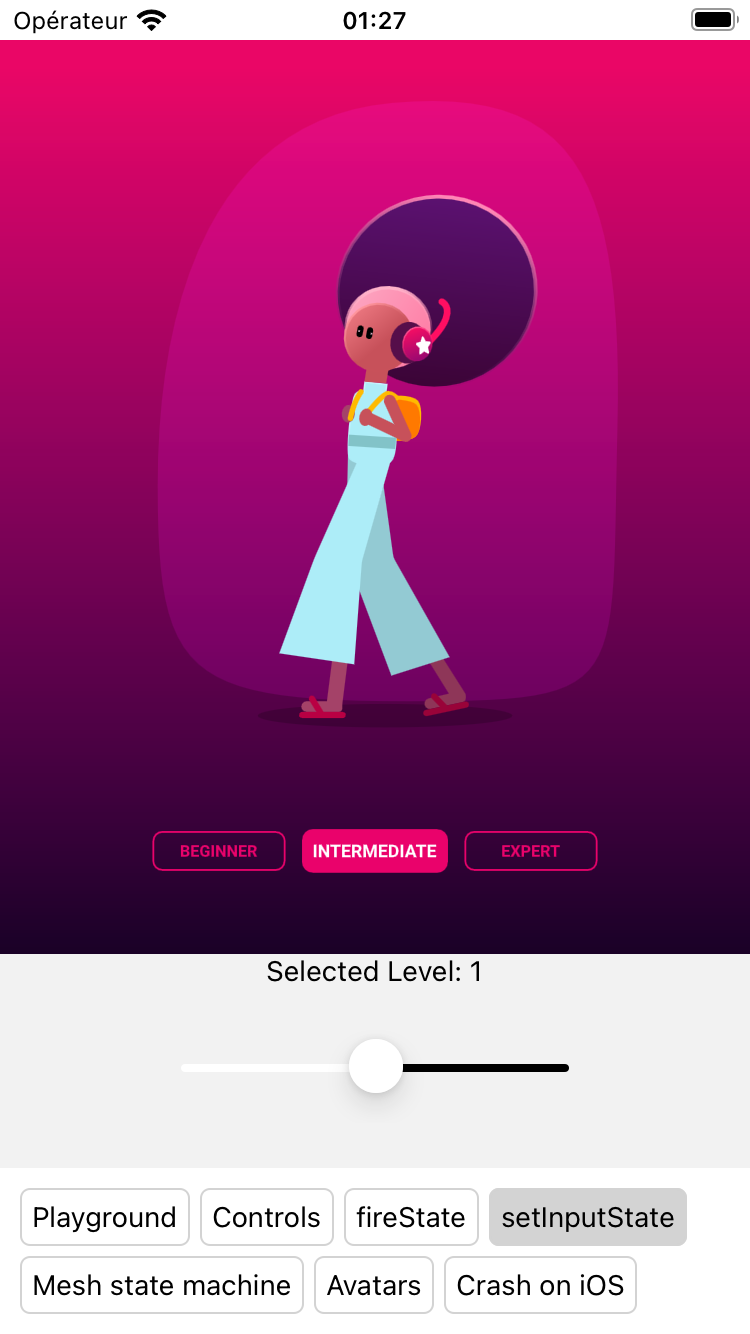 Opérateur 01:27
BEGINNER INTERMEDIATE EXPERT
Selected Level: 1
Playground Controls fireState setInputState
Mesh state machine Avatars Crash on iOS